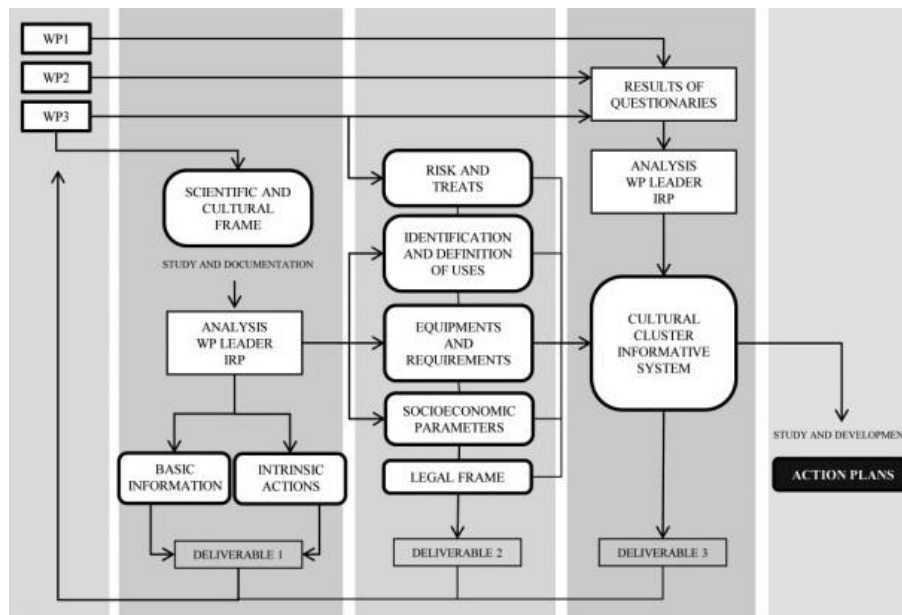 WP1
WP2
WP3
SCIENTIFIC AND
CULTURAL
FRAME
STUDY AND DOCUMENTATION
ANALYSIS
WP LEADER
IRP
BASIC
INFORMATION
INTRINSIC
ACTIONS
DELIVERABLE 1
RISK AND
TREATS
IDENTIFICATION
AND DEFINITION
OF USES
EQUIPMENTS
AND
REQUIREMENTS
SOCIOECONOMIC
PARAMETERS
LEGAL FRAME
DELIVERABLE 2
RESULTS OF
QUESTIONARIES
ANALYSIS
WP LEADER
IRP
CULTURAL
CLUSTER
INFORMATIVE
SYSTEM
DELIVERABLE 3
STUDY AND DEVELOPMEN
ACTION PLANS